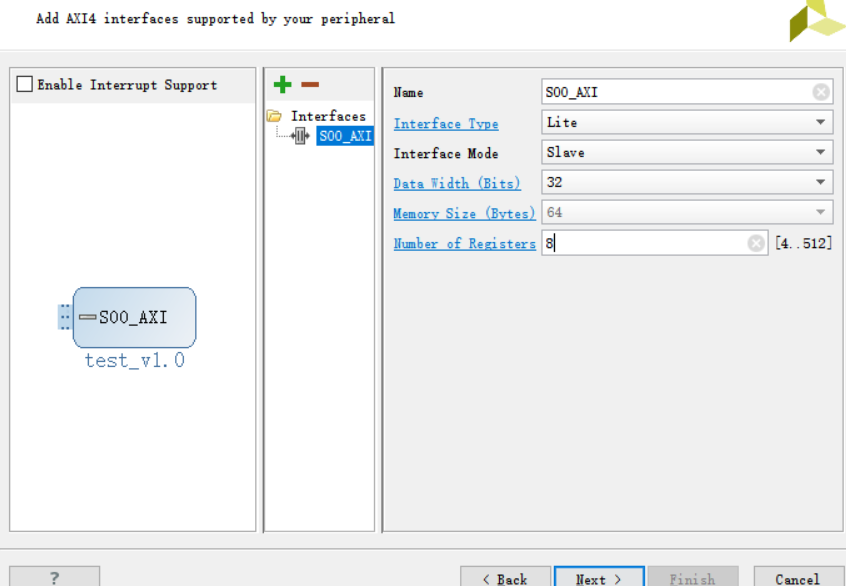 Add AXI4 interfaces supported by your peripheral
Enable Interrupt Support
Interfaces
S00_AXI
S00_AXI
test_v1.0
Name S00_AXI
Interface Type Lite
Interface Mode Slave
Data Width (Bits) 32
Memory Size (Bytes) 64
Number of Registers 8 [4..512]
? < Back Next > Finish Cancel